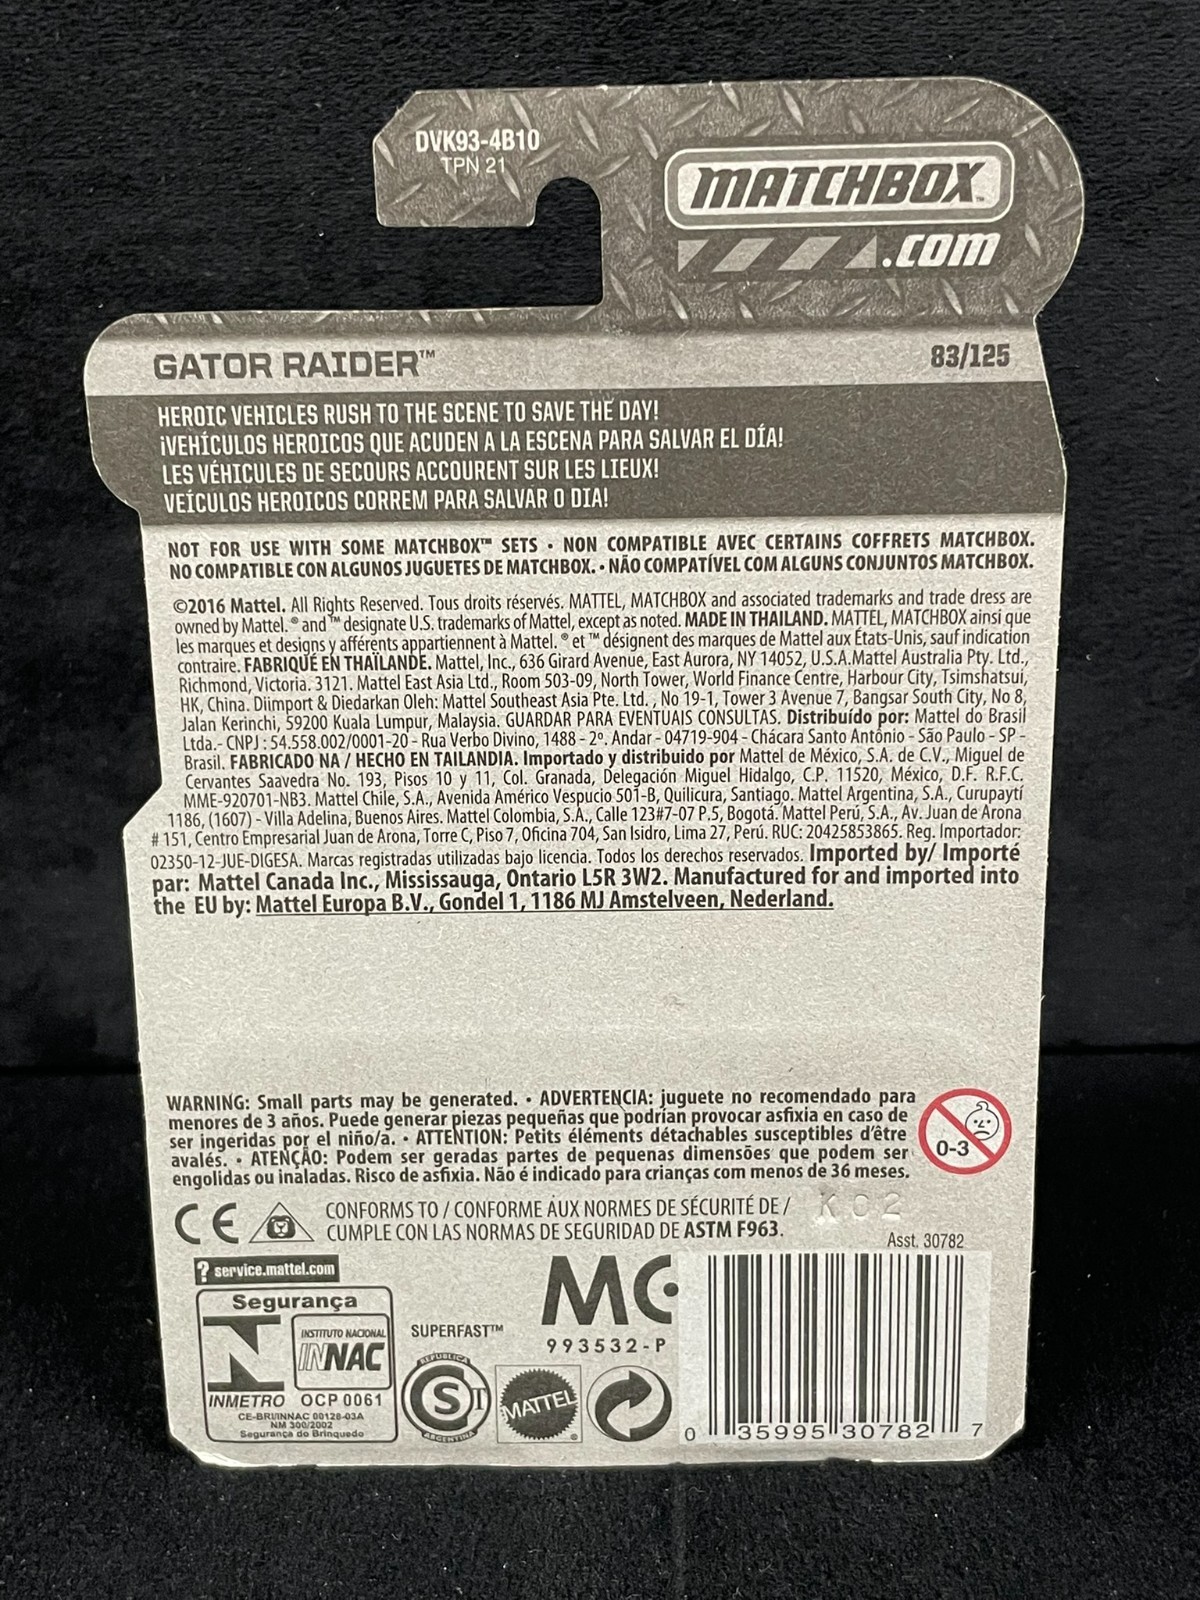 DVK93-4B10
TPN 21
MATCHBOX™
.COM
GATOR RAIDER™ 83/125
HEROIC VEHICLES RUSH TO THE SCENE TO SAVE THE DAY!
¡VEHÍCULOS HEROICOS QUE ACUDEN A LA ESCENA PARA SALVAR EL DÍA!
LES VÉHICULES DE SECOURS ACCOURENT SUR LES LIEUX!
VEÍCULOS HEROICOS CORREM PARA SALVAR O DIA!
NOT FOR USE WITH SOME MATCHBOX™ SETS • NON COMPATIBLE AVEC CERTAINS COFFRETS MATCHBOX.
NO COMPATIBLE CON ALGUNOS JUGUETES DE MATCHBOX. • NÃO COMPATÍVEL COM ALGUNS CONJUNTOS MATCHBOX.
©2016 Mattel. All Rights Reserved. Tous droits réservés. MATTEL, MATCHBOX and associated trademarks and trade dress are
owned by Mattel. ® and ™ designate U.S. trademarks of Mattel, except as noted. MADE IN THAILAND. MATTEL, MATCHBOX ainsi que
les marques et designs y afférents appartiennent à Mattel. ® et ™ désignent des marques de Mattel aux États-Unis, sauf indication
contraire. FABRIQUÉ EN THAÏLANDE. Mattel, Inc., 636 Girard Avenue, East Aurora, NY 14052, U.S.A.Mattel Australia Pty. Ltd.,
Richmond, Victoria. 3121. Mattel East Asia Ltd., Room 503-09, North Tower, World Finance Centre, Harbour City, Tsimshatsui,
HK, China. Diimport & Diedarkan Oleh: Mattel Southeast Asia Pte. Ltd. , No 19-1, Tower 3 Avenue 7, Bangsar South City, No 8,
Jalan Kerinchi, 59200 Kuala Lumpur, Malaysia. GUARDAR PARA EVENTUAIS CONSULTAS. Distribuído por: Mattel do Brasil
Ltda.- CNPJ : 54.558.002/0001-20 - Rua Verbo Divino, 1488 - 2º. Andar - 04719-904 - Chácara Santo Antônio - São Paulo - SP -
Brasil. FABRICADO NA / HECHO EN TAILANDIA. Importado y distribuido por Mattel de México, S.A. de C.V., Miguel de
Cervantes Saavedra No. 193, Pisos 10 y 11, Col. Granada, Delegación Miguel Hidalgo, C.P. 11520, México, D.F. R.F.C.
MME-920701-NB3. Mattel Chile, S.A., Avenida Américo Vespucio 501-B, Quilicura, Santiago. Mattel Argentina, S.A., Curupaytí
1186, (1607) - Villa Adelina, Buenos Aires. Mattel Colombia, S.A., Calle 123#7-07 P.5, Bogotá. Mattel Perú, S.A., Av. Juan de Arona
# 151, Centro Empresarial Juan de Arona, Torre C, Piso 7, Oficina 704, San Isidro, Lima 27, Perú. RUC: 20425853865. Reg. Importador:
02350-12-JUE-DIGESA. Marcas registradas utilizadas bajo licencia. Todos los derechos reservados. Imported by/ Importé
par: Mattel Canada Inc., Mississauga, Ontario L5R 3W2. Manufactured for and imported into
the EU by: Mattel Europa B.V., Gondel 1, 1186 MJ Amstelveen, Nederland.
WARNING: Small parts may be generated. • ADVERTENCIA: juguete no recomendado para
menores de 3 años. Puede generar piezas pequeñas que podrían provocar asfixia en caso de
ser ingeridas por el niño/a. • ATTENTION: Petits éléments détachables susceptibles d'être
avalés. • ATENÇÃO: Podem ser geradas partes de pequenas dimensões que podem ser
engolidas ou inaladas. Risco de asfixia. Não é indicado para crianças com menos de 36 meses.
0-3
CE
CONFORMS TO / CONFORME AUX NORMES DE SÉCURITÉ DE /
CUMPLE CON LAS NORMAS DE SEGURIDAD DE ASTM F963.
K02
Asst. 30782
? service.mattel.com
Segurança
INSTITUTO NACIONAL
INNAC
INMETRO OCP 0061
CE-BRI/INNAC 00128-03A
NM 300/2002
Segurança do Brinquedo
SUPERFAST™
MC
993532-P
REPUBLICA
S
ARGENTINA
MATTEL®
0 35995 30782 7